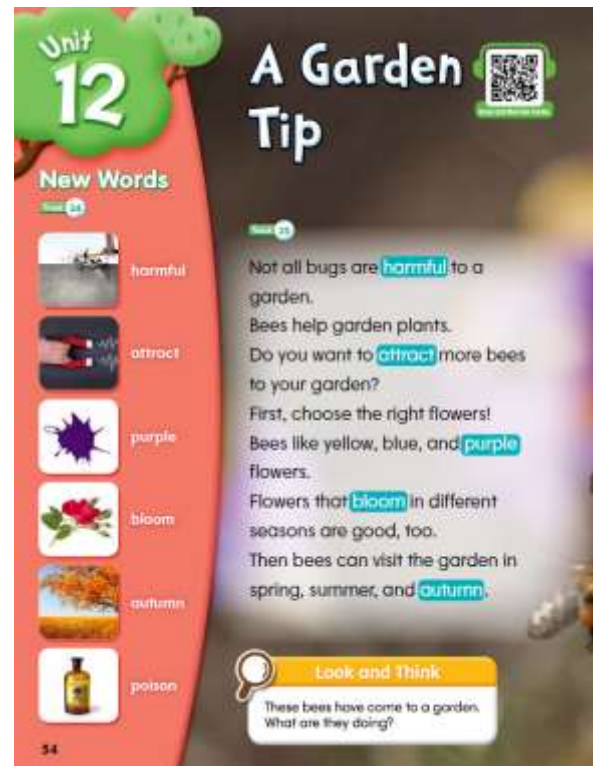 Unit
12
A Garden
Tip
New Words
Track 24
harmful
attract
purple
bloom
autumn
poison
Track 25
Not all bugs are harmful to a
garden.
Bees help garden plants.
Do you want to attract more bees
to your garden?
First, choose the right flowers!
Bees like yellow, blue, and purple
flowers.
Flowers that bloom in different
seasons are good, too.
Then bees can visit the garden in
spring, summer, and autumn.
Look and Think
These bees have come to a garden.
What are they doing?
54